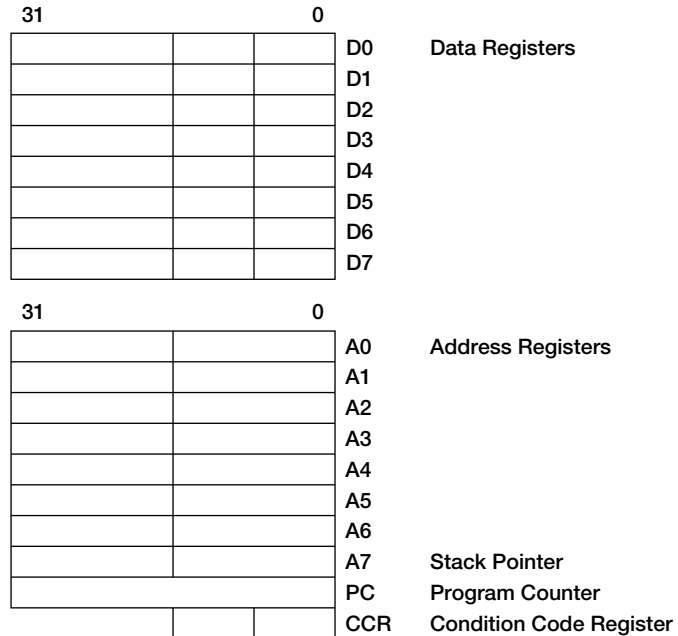 31 0
D0 Data Registers
D1
D2
D3
D4
D5
D6
D7
31 0
A0 Address Registers
A1
A2
A3
A4
A5
A6
A7 Stack Pointer
PC Program Counter
CCR Condition Code Register